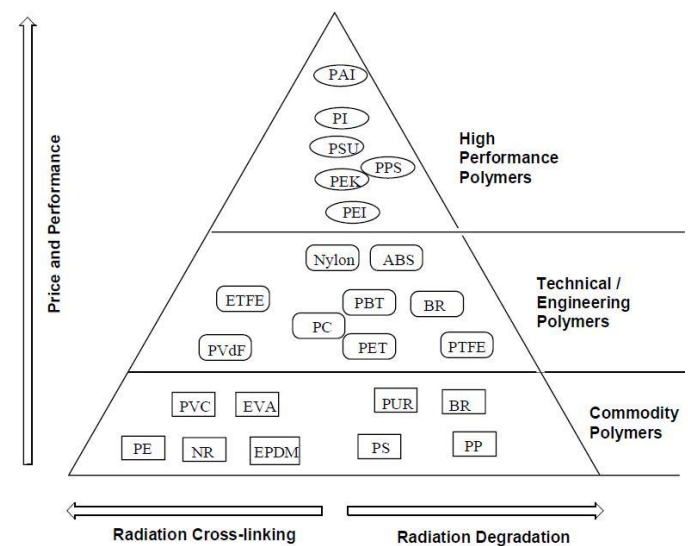 PAI
PI
PSU
PPS
PEK
PEI
High
Performance
Polymers
Price and Performance
Nylon
ABS
ETFE
PBT
BR
PC
PVdF
PET
PTFE
Technical /
Engineering
Polymers
PVC
EVA
PUR
BR
PE
NR
EPDM
PS
PP
Commodity
Polymers
Radiation Cross-linking
Radiation Degradation